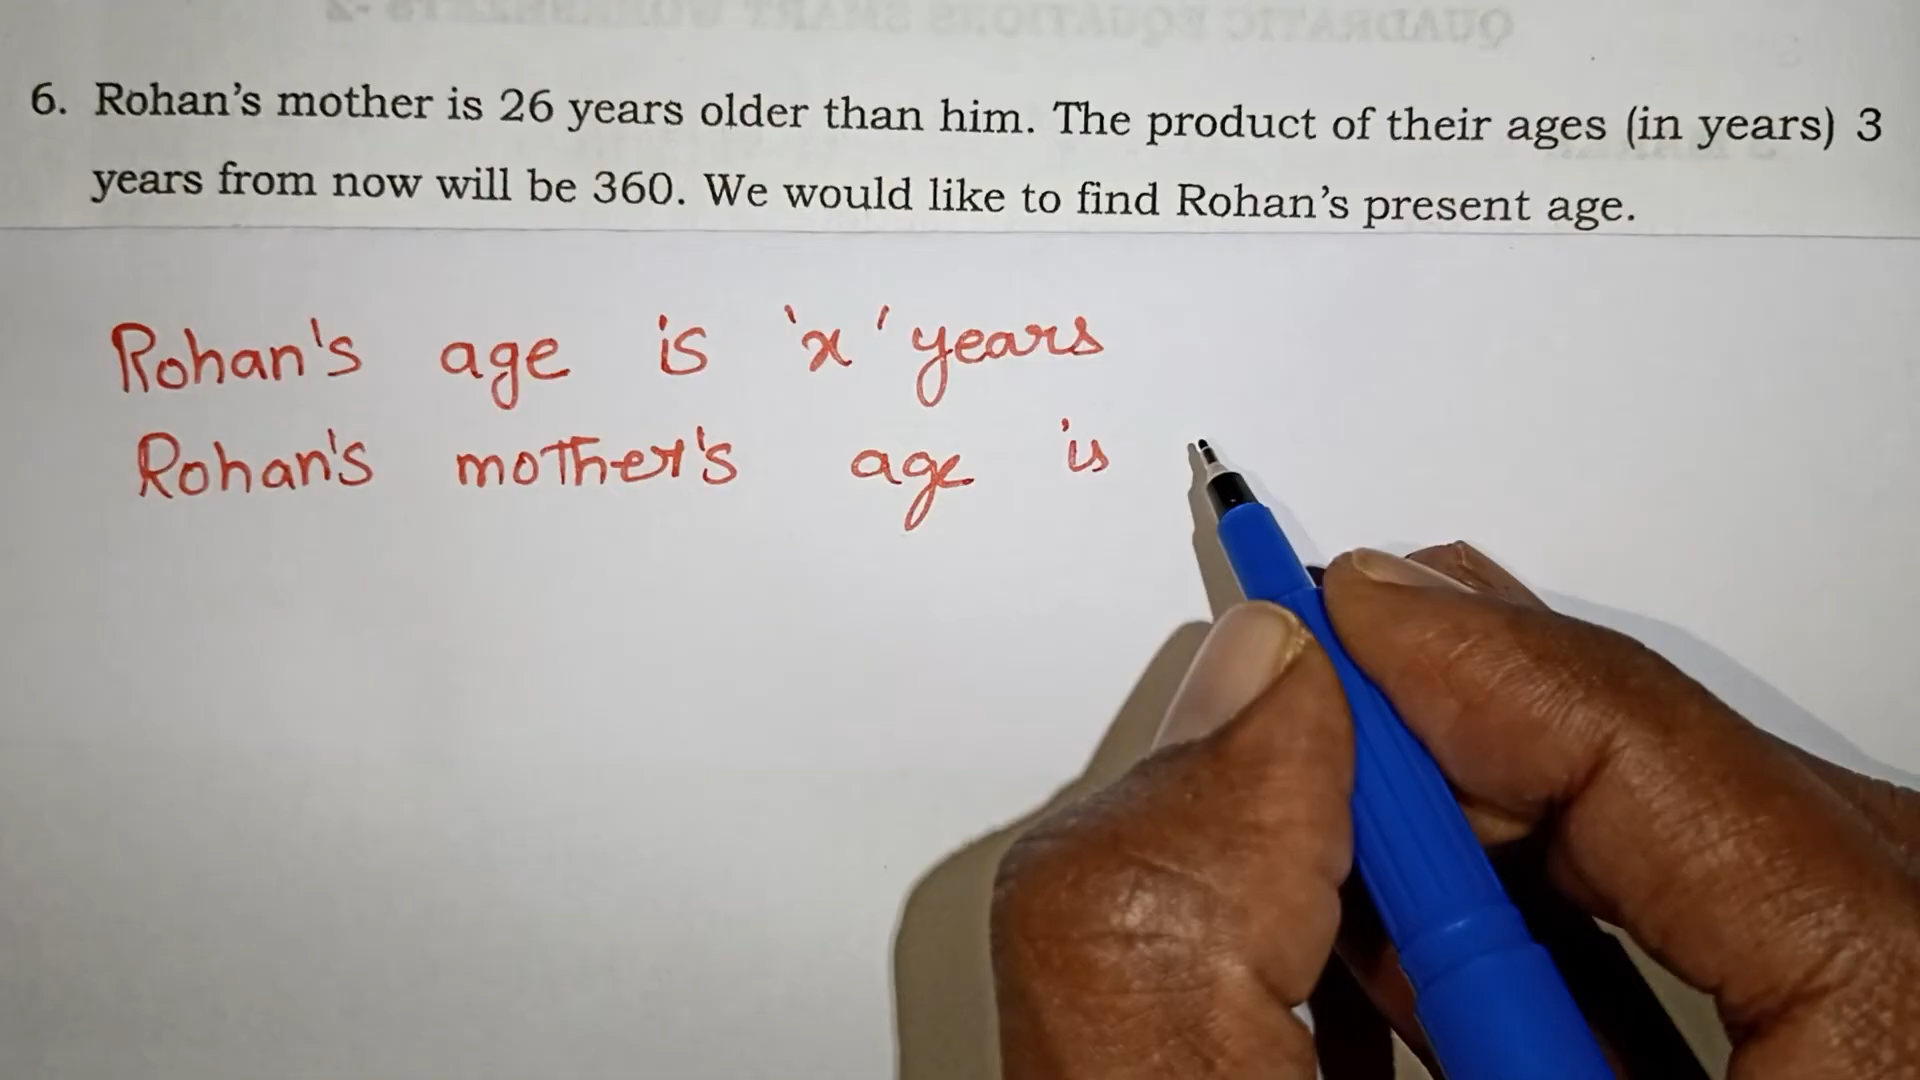 6. Rohan's mother is 26 years older than him. The product of their ages (in years) 3
years from now will be 360. We would like to find Rohan's present age.
Rohan's age is 'x' years
Rohan's mother's age is